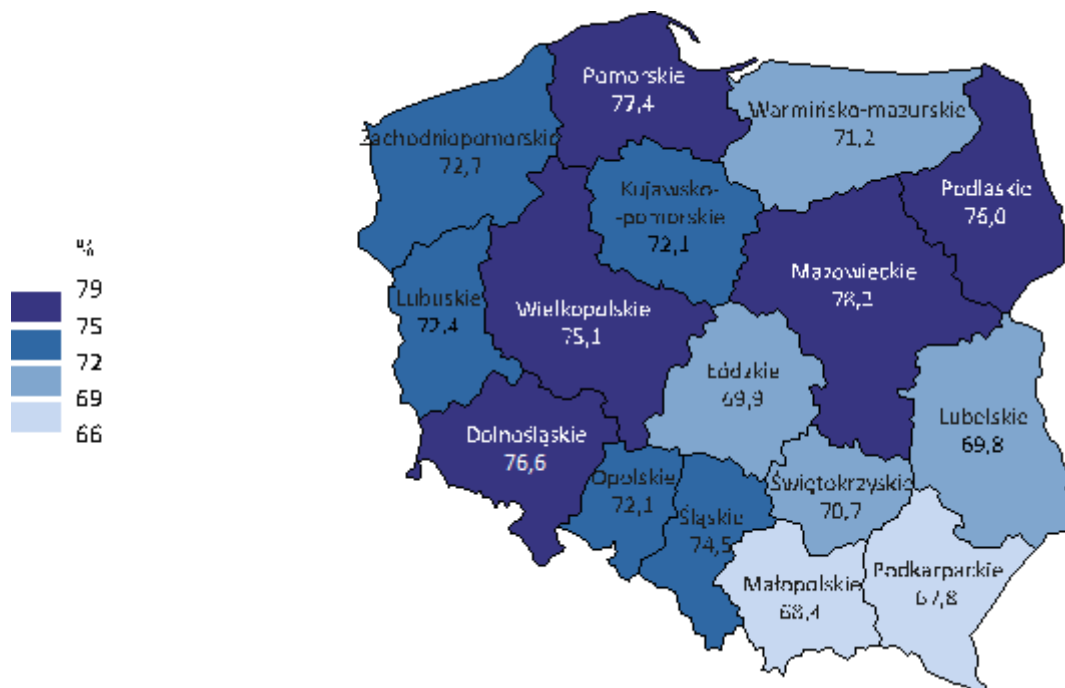 %
79
75
72
69
66
Pomorskie
77,4
Warmińsko-mazurskie
71,2
Zachodniopomorskie
72,7
Kujawsko-
-pomorskie
72,1
Podlaskie
76,0
Mazowieckie
78,2
Lubuskie
72,4
Wielkopolskie
75,1
Łódzkie
69,9
Lubelskie
69,8
Dolnośląskie
76,6
Opolskie
72,1
Śląskie
74,5
Świętokrzyskie
70,7
Małopolskie
68,4
Podkarpackie
67,8